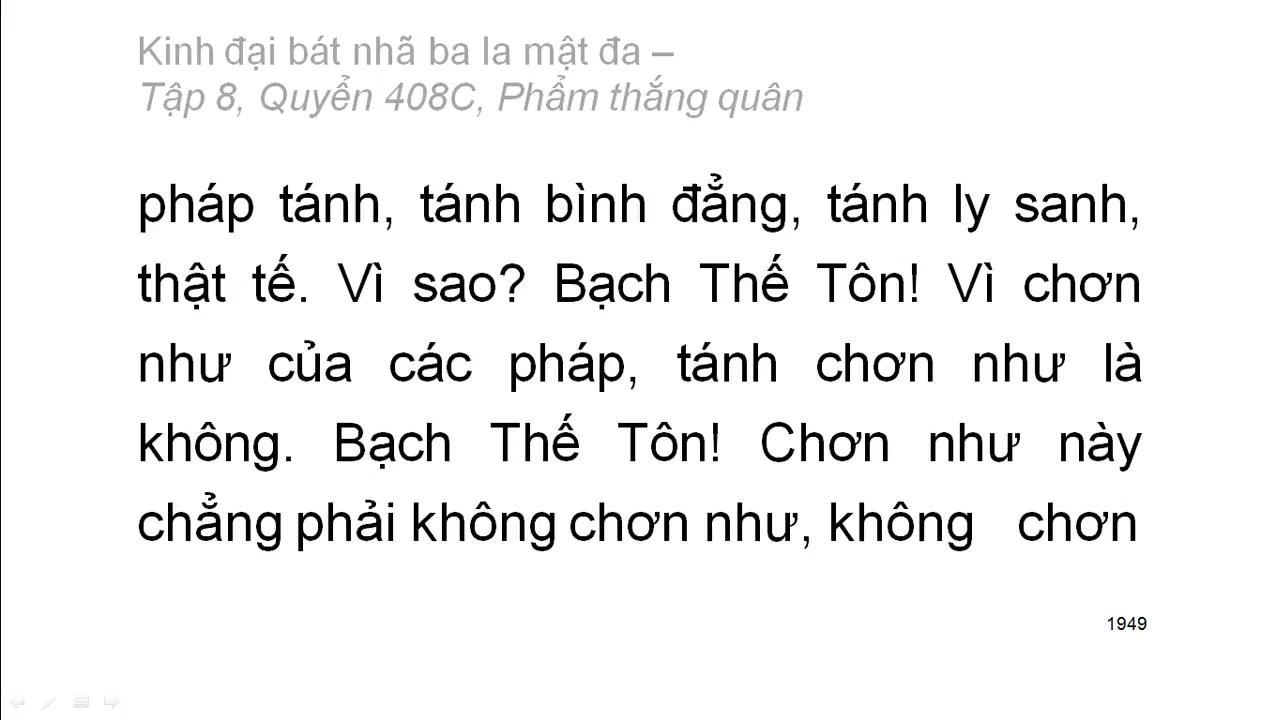 Kinh đại bát nhã ba la mật đa –
Tập 8, Quyển 408C, Phẩm thắng quân
pháp tánh, tánh bình đẳng, tánh ly sanh,
thật tế. Vì sao? Bạch Thế Tôn! Vì chơn
như của các pháp, tánh chơn như là
không. Bạch Thế Tôn! Chơn như này
chẳng phải không chơn như, không chơn
1949